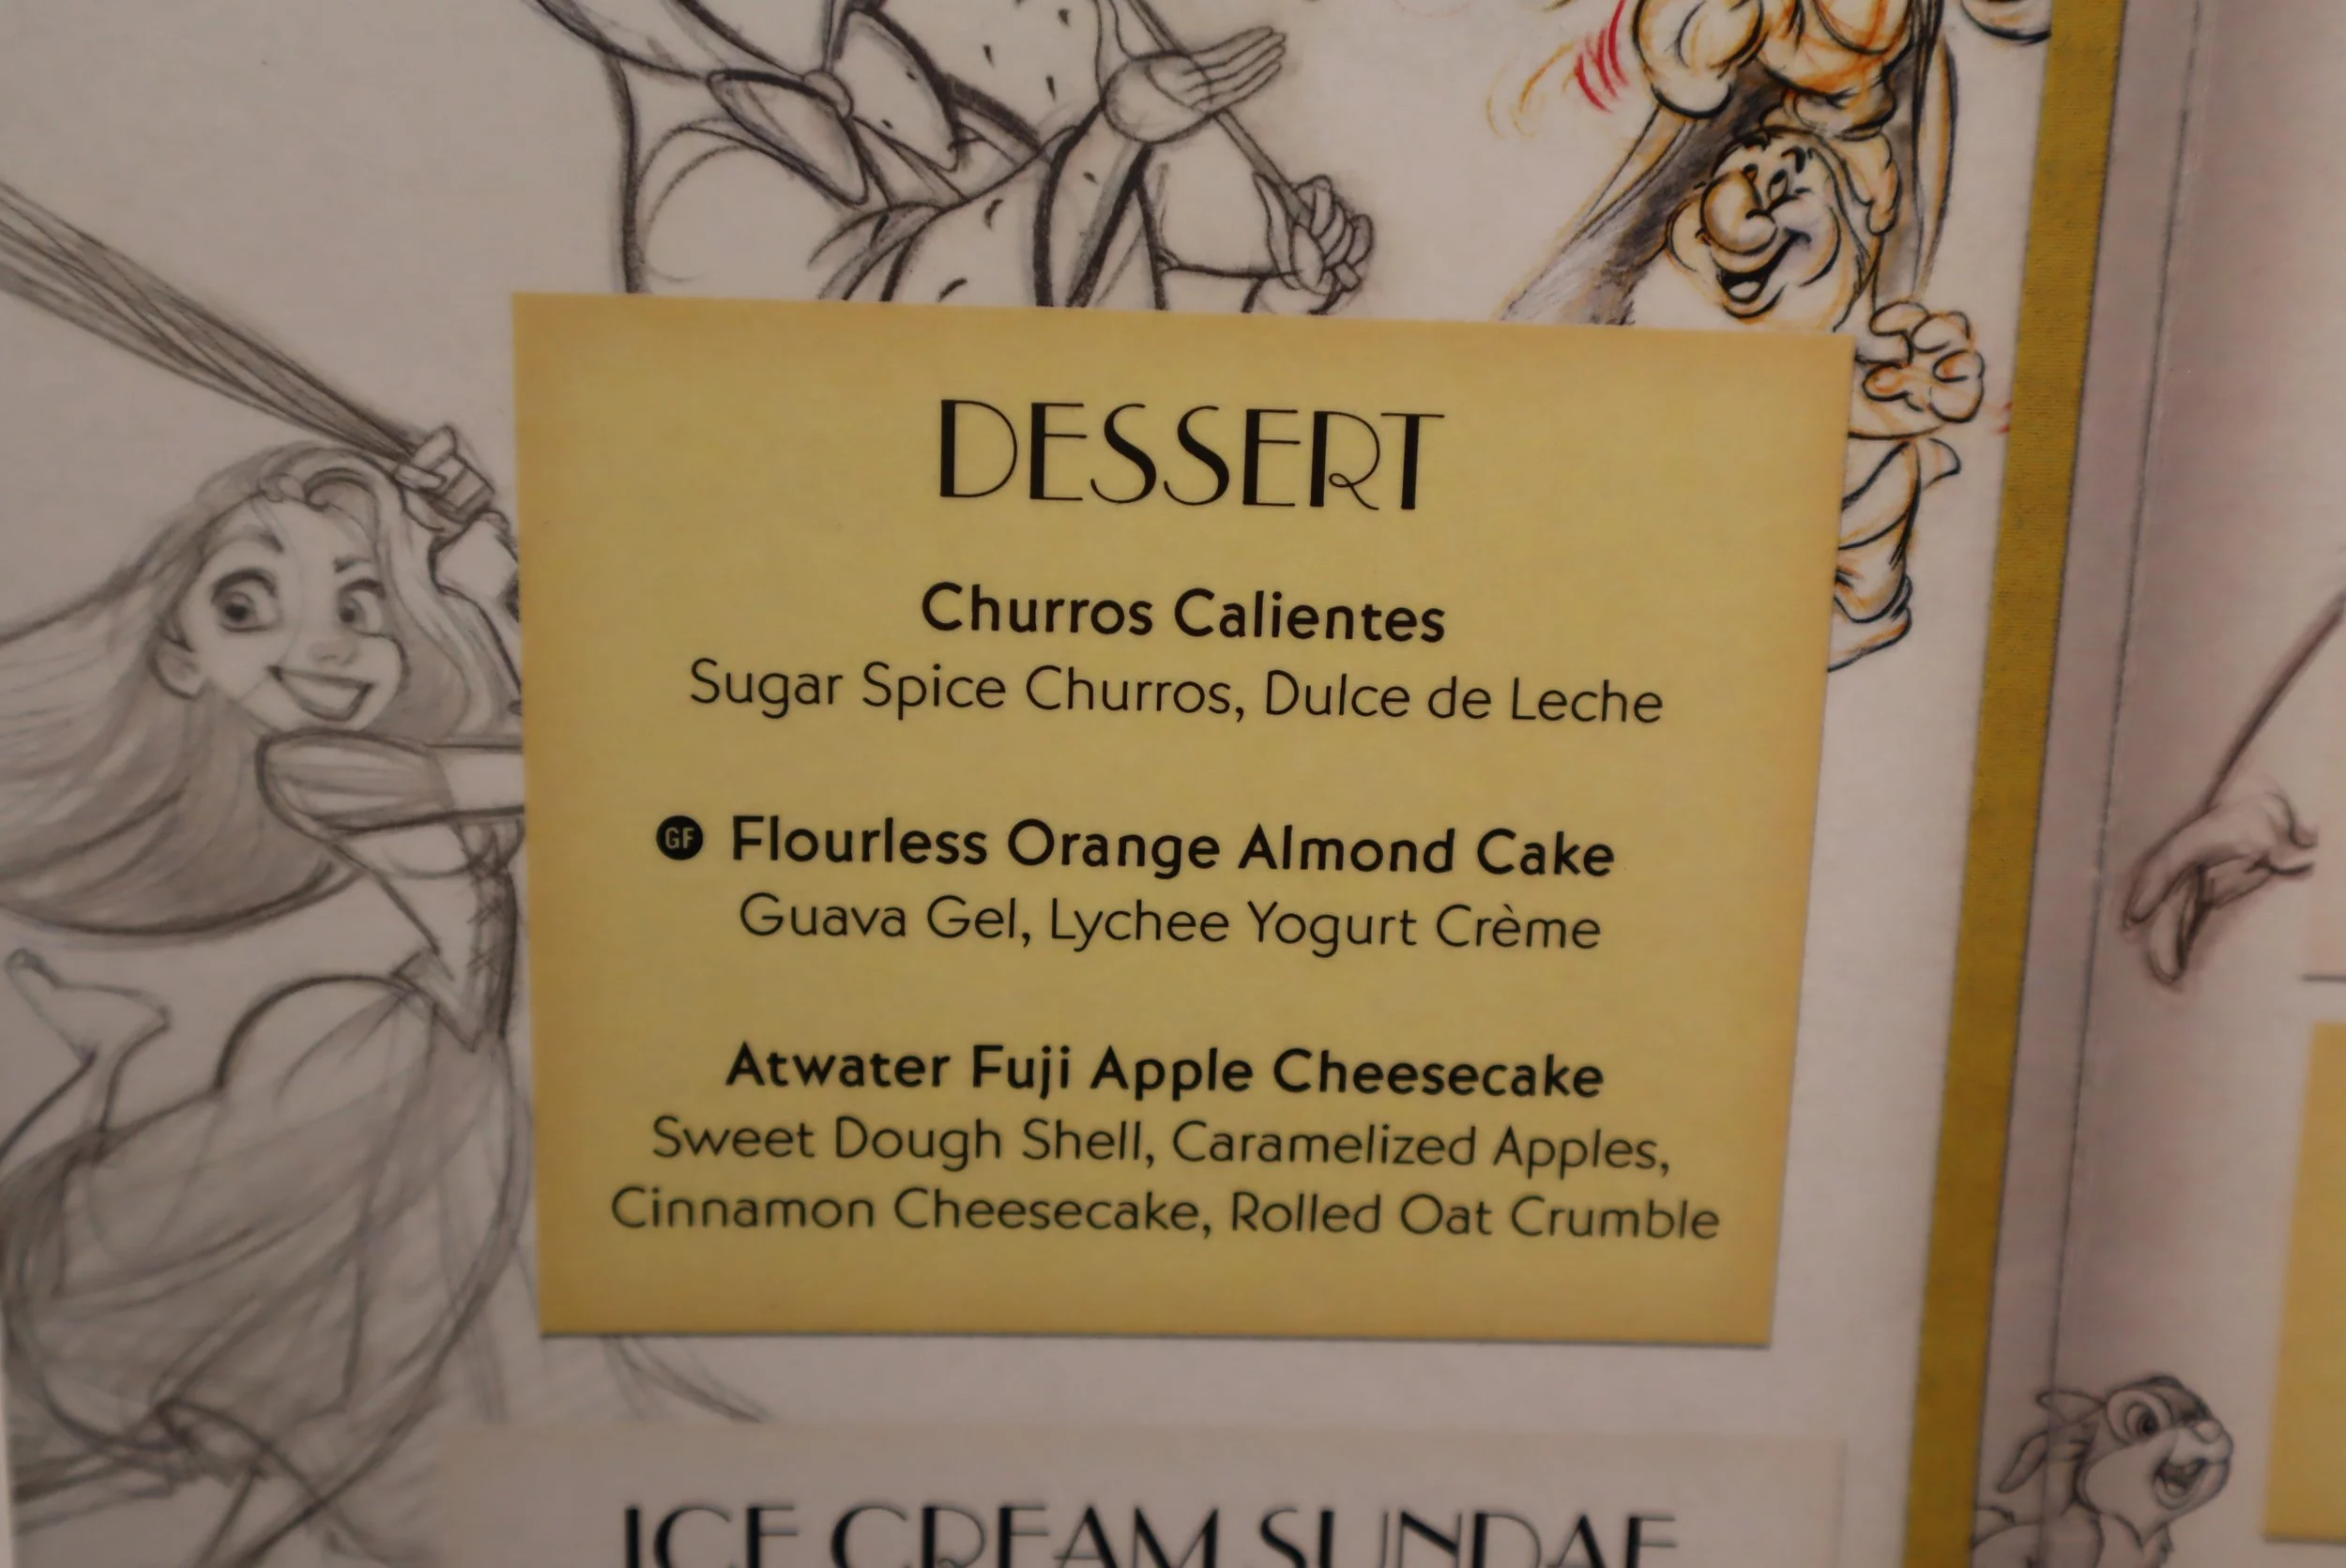 DESSERT
Churros Calientes
Sugar Spice Churros, Dulce de Leche
GF Flourless Orange Almond Cake
Guava Gel, Lychee Yogurt Crème
Atwater Fuji Apple Cheesecake
Sweet Dough Shell, Caramelized Apples,
Cinnamon Cheesecake, Rolled Oat Crumble
ICE CREAM SUNDAE